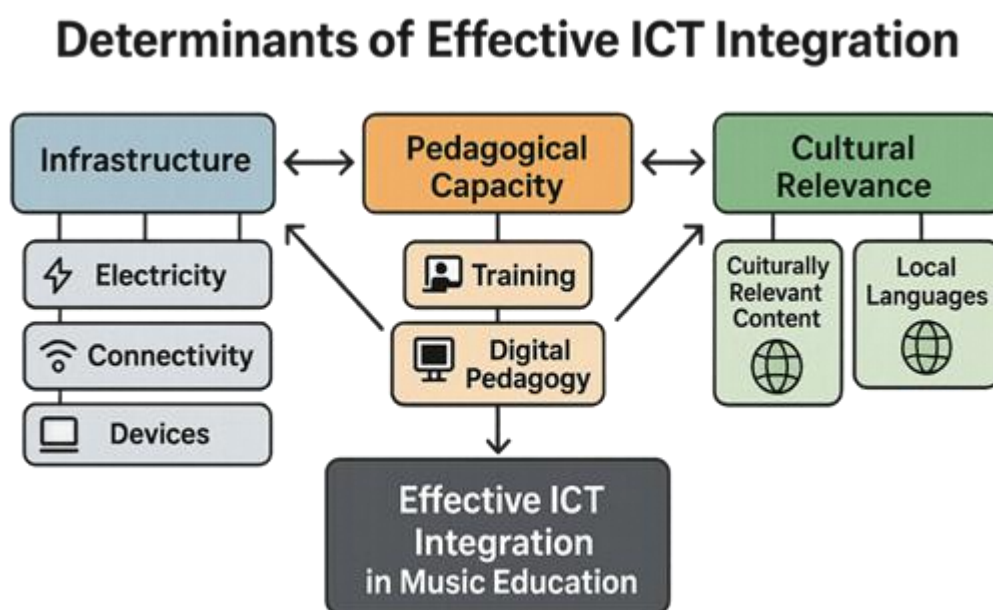 Determinants of Effective ICT Integration
Infrastructure
Electricity
Connectivity
Devices
Pedagogical
Capacity
Training
Digital
Pedagogy
Cultural
Relevance
Cuiturally
Relevant
Content
Local
Languages
Effective ICT
Integration
in Music Education